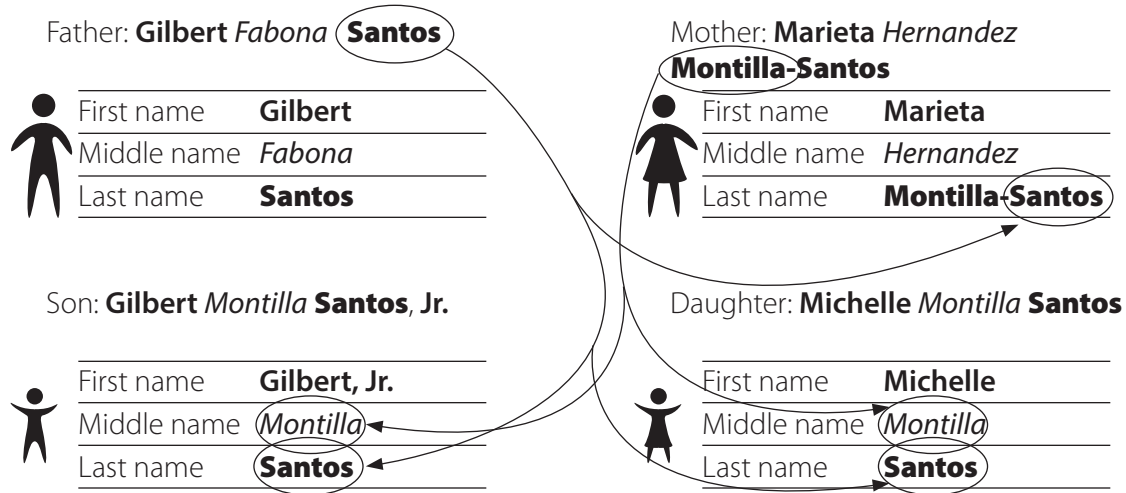 Father: Gilbert Fabona Santos
First name Gilbert
Middle name Fabona
Last name Santos
Mother: Marieta Hernandez
Montilla-Santos
First name Marieta
Middle name Hernandez
Last name Montilla-Santos
Son: Gilbert Montilla Santos, Jr.
First name Gilbert, Jr.
Middle name Montilla
Last name Santos
Daughter: Michelle Montilla Santos
First name Michelle
Middle name Montilla
Last name Santos